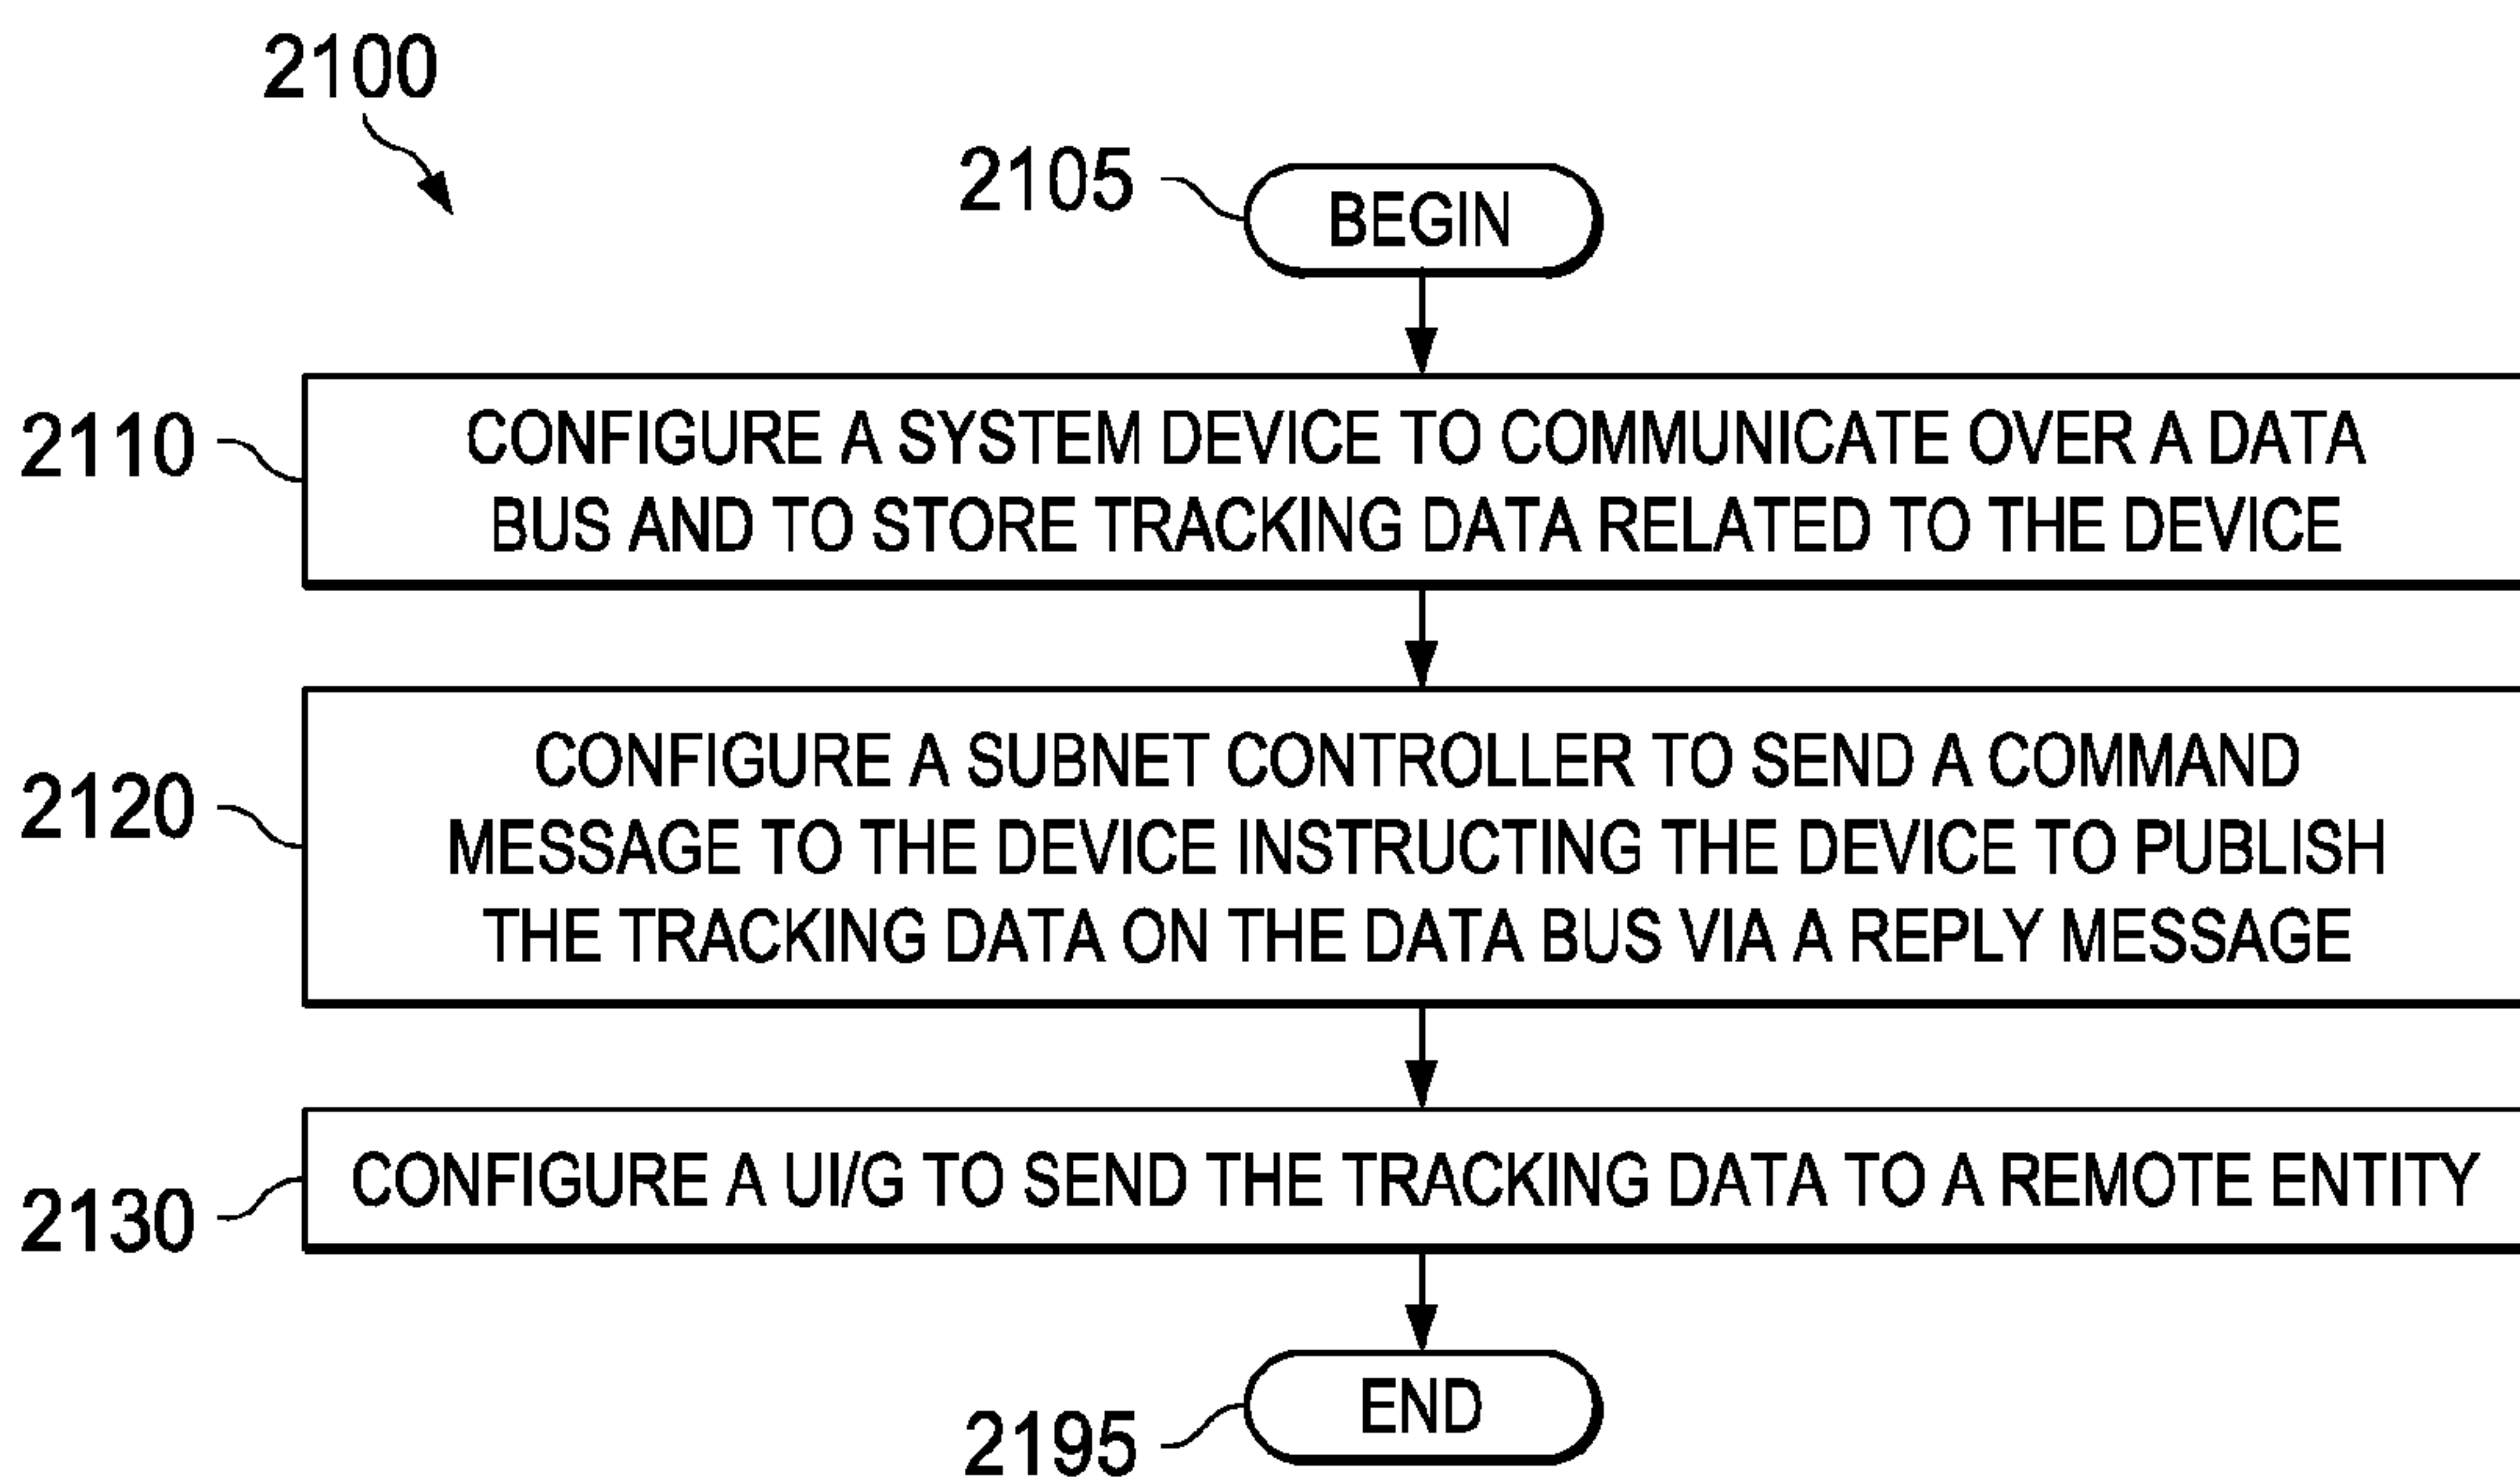 2100
2105
BEGIN
2110
CONFIGURE A SYSTEM DEVICE TO COMMUNICATE OVER A DATA
BUS AND TO STORE TRACKING DATA RELATED TO THE DEVICE
2120
CONFIGURE A SUBNET CONTROLLER TO SEND A COMMAND
MESSAGE TO THE DEVICE INSTRUCTING THE DEVICE TO PUBLISH
THE TRACKING DATA ON THE DATA BUS VIA A REPLY MESSAGE
2130
CONFIGURE A UI/G TO SEND THE TRACKING DATA TO A REMOTE ENTITY
END
2195